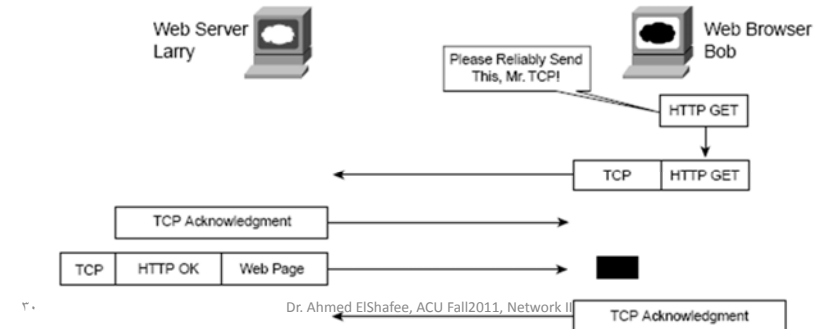 Web Server
Larry
Web Browser
Bob
Please Reliably Send
This, Mr. TCP!
HTTP GET
TCP HTTP GET
TCP Acknowledgment
TCP HTTP OK Web Page
٣٠
Dr. Ahmed ElShafee, ACU Fall2011, Network II
TCP Acknowledgment